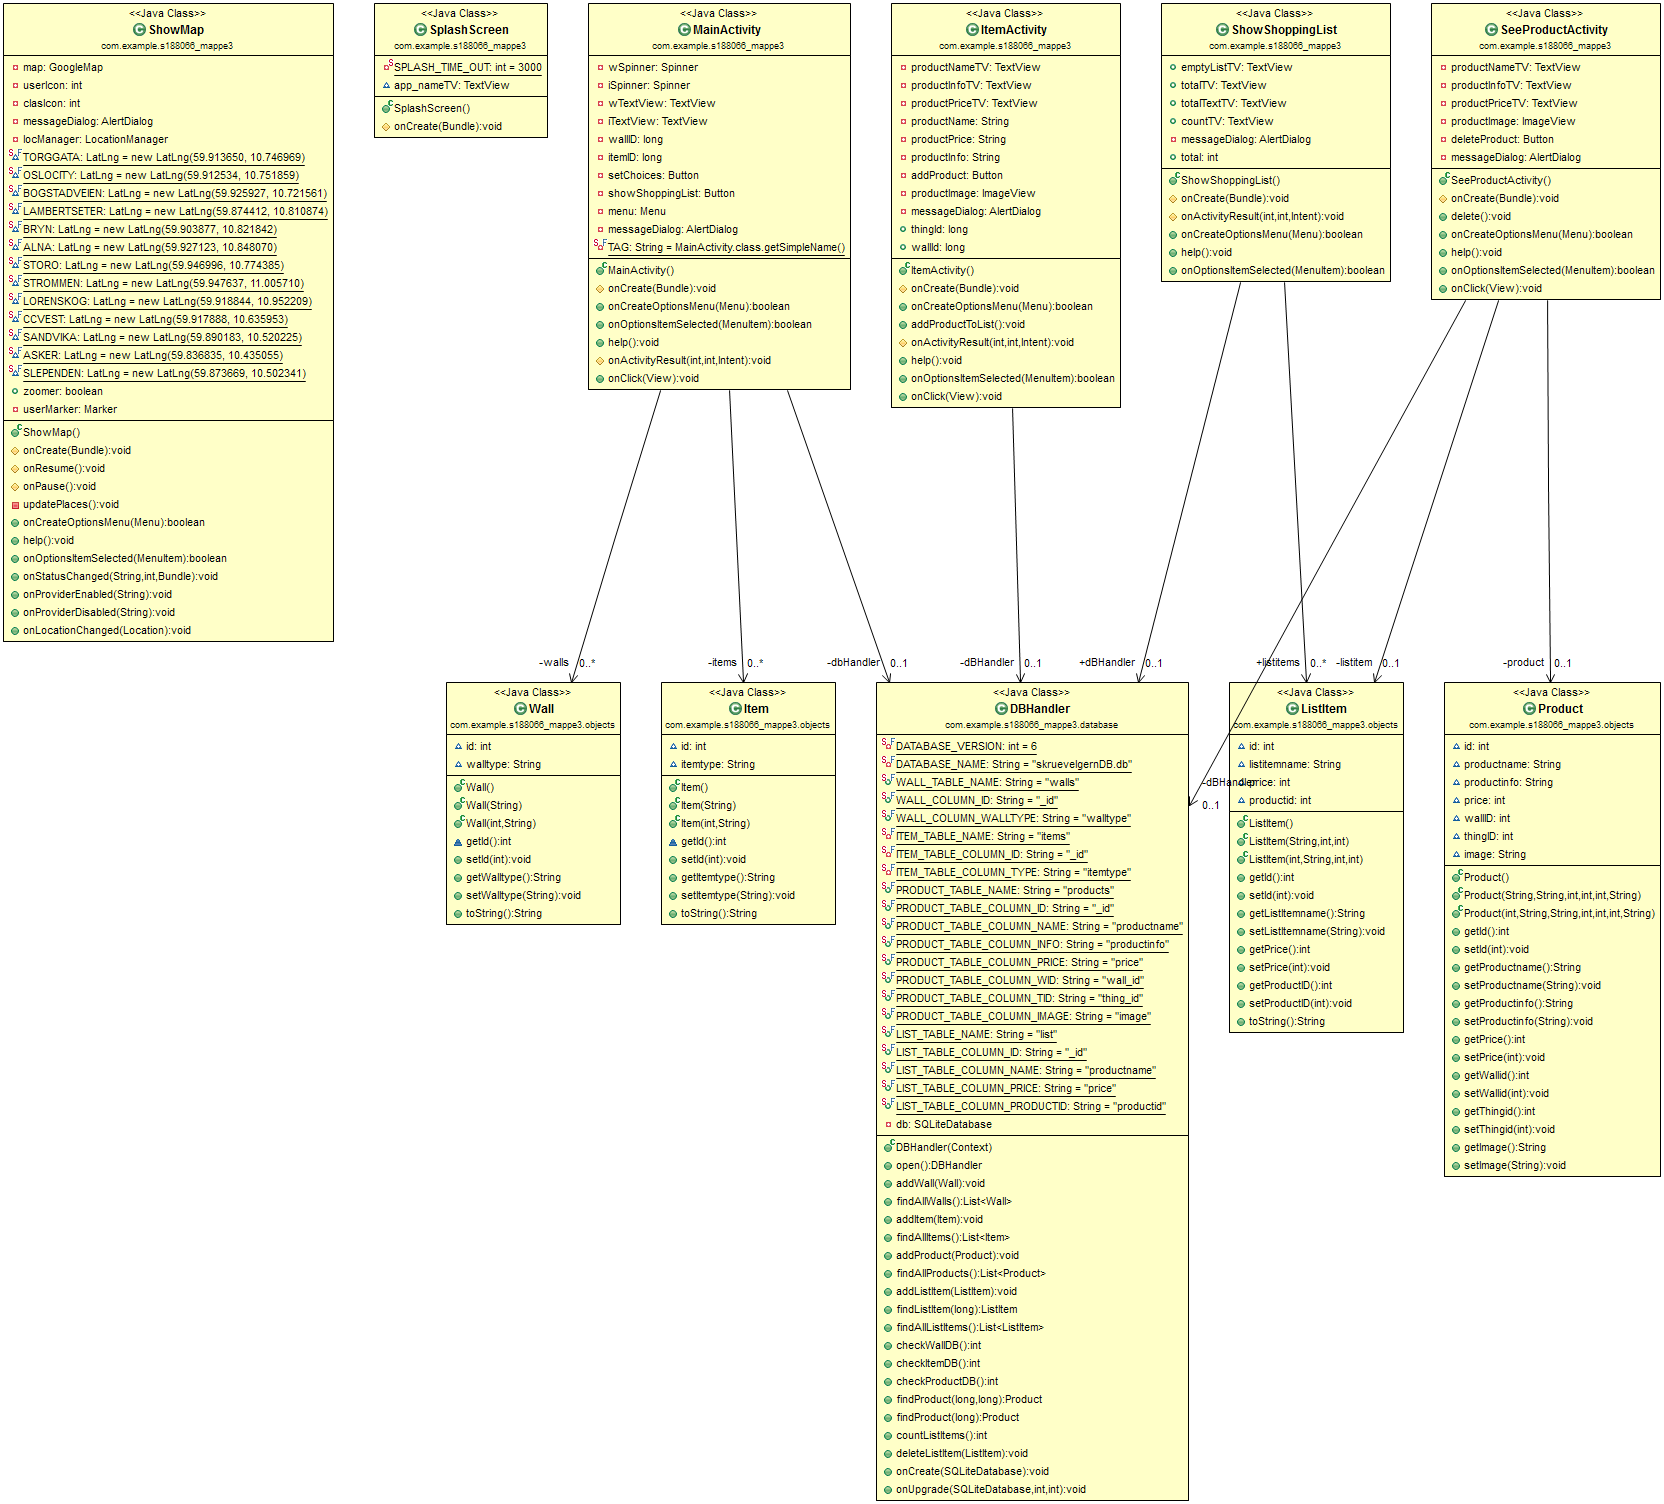 <<Java Class>>
ShowMap
com.example.s188066_mappe3
map: GoogleMap
userIcon: int
clasIcon: int
messageDialog: AlertDialog
locManager: LocationManager
TORGGATA: LatLng = new LatLng(59.913650, 10.746969)
OSLOCITY: LatLng = new LatLng(59.912534, 10.751859)
BOGSTADVEIEN: LatLng = new LatLng(59.925927, 10.721561)
LAMBERTSETER: LatLng = new LatLng(59.874412, 10.810874)
BRYN: LatLng = new LatLng(59.903877, 10.821842)
ALNA: LatLng = new LatLng(59.927123, 10.848070)
STORO: LatLng = new LatLng(59.946996, 10.774385)
STROMMEN: LatLng = new LatLng(59.947637, 11.005710)
LORENSKOG: LatLng = new LatLng(59.918844, 10.952209)
CCVEST: LatLng = new LatLng(59.917888, 10.635953)
SANDVIKA: LatLng = new LatLng(59.890183, 10.520225)
ASKER: LatLng = new LatLng(59.836835, 10.435055)
SLEPENDEN: LatLng = new LatLng(59.873669, 10.502341)
zoomer: boolean
userMarker: Marker
ShowMap()
onCreate(Bundle):void
onResume():void
onPause():void
updatePlaces():void
onCreateOptionsMenu(Menu):boolean
help():void
onOptionsItemSelected(MenuItem):boolean
onStatusChanged(String,int,Bundle):void
onProviderEnabled(String):void
onProviderDisabled(String):void
onLocationChanged(Location):void
<<Java Class>>
SplashScreen
com.example.s188066_mappe3
SPLASH_TIME_OUT: int = 3000
app_nameTV: TextView
SplashScreen()
onCreate(Bundle):void
<<Java Class>>
MainActivity
com.example.s188066_mappe3
wSpinner: Spinner
iSpinner: Spinner
wTextView: TextView
iTextView: TextView
wallID: long
itemID: long
setChoices: Button
showShoppingList: Button
menu: Menu
messageDialog: AlertDialog
TAG: String = MainActivity.class.getSimpleName()
MainActivity()
onCreate(Bundle):void
onCreateOptionsMenu(Menu):boolean
onOptionsItemSelected(MenuItem):boolean
help():void
onActivityResult(int,int,Intent):void
onClick(View):void
<<Java Class>>
ItemActivity
com.example.s188066_mappe3
productNameTV: TextView
productInfoTV: TextView
productPriceTV: TextView
productName: String
productPrice: String
productInfo: String
addProduct: Button
productImage: ImageView
messageDialog: AlertDialog
thingId: long
wallId: long
ItemActivity()
onCreate(Bundle):void
onCreateOptionsMenu(Menu):boolean
addProductToList():void
onActivityResult(int,int,Intent):void
help():void
onOptionsItemSelected(MenuItem):boolean
onClick(View):void
<<Java Class>>
ShowShoppingList
com.example.s188066_mappe3
emptyListTV: TextView
totalTV: TextView
totalTextTV: TextView
countTV: TextView
messageDialog: AlertDialog
total: int
ShowShoppingList()
onCreate(Bundle):void
onActivityResult(int,int,Intent):void
onCreateOptionsMenu(Menu):boolean
help():void
onOptionsItemSelected(MenuItem):boolean
<<Java Class>>
SeeProductActivity
com.example.s188066_mappe3
productNameTV: TextView
productInfoTV: TextView
productPriceTV: TextView
productImage: ImageView
deleteProduct: Button
messageDialog: AlertDialog
SeeProductActivity()
onCreate(Bundle):void
delete():void
onCreateOptionsMenu(Menu):boolean
help():void
onOptionsItemSelected(MenuItem):boolean
onClick(View):void
-walls 0..*
-items 0..*
-dbHandler 0..1
-dBHandler 0..1
+dBHandler 0..1
+listitems 0..*
-listitem 0..1
-product 0..1
<<Java Class>>
Wall
com.example.s188066_mappe3.objects
id: int
walltype: String
Wall()
Wall(String)
Wall(int,String)
getId():int
setId(int):void
getWalltype():String
setWalltype(String):void
toString():String
<<Java Class>>
Item
com.example.s188066_mappe3.objects
id: int
itemtype: String
Item()
Item(String)
Item(int,String)
getId():int
setId(int):void
getItemtype():String
setItemtype(String):void
toString():String
<<Java Class>>
DBHandler
com.example.s188066_mappe3.database
DATABASE_VERSION: int = 6
DATABASE_NAME: String = "skruevelgernDB.db"
WALL_TABLE_NAME: String = "walls"
WALL_COLUMN_ID: String = "_id"
WALL_COLUMN_WALLTYPE: String = "walltype"
ITEM_TABLE_NAME: String = "items"
ITEM_TABLE_COLUMN_ID: String = "_id"
ITEM_TABLE_COLUMN_TYPE: String = "itemtype"
PRODUCT_TABLE_NAME: String = "products"
PRODUCT_TABLE_COLUMN_ID: String = "_id"
PRODUCT_TABLE_COLUMN_NAME: String = "productname"
PRODUCT_TABLE_COLUMN_INFO: String = "productinfo"
PRODUCT_TABLE_COLUMN_PRICE: String = "price"
PRODUCT_TABLE_COLUMN_WID: String = "wall_id"
PRODUCT_TABLE_COLUMN_TID: String = "thing_id"
PRODUCT_TABLE_COLUMN_IMAGE: String = "image"
LIST_TABLE_NAME: String = "list"
LIST_TABLE_COLUMN_ID: String = "_id"
LIST_TABLE_COLUMN_NAME: String = "productname"
LIST_TABLE_COLUMN_PRICE: String = "price"
LIST_TABLE_COLUMN_PRODUCTID: String = "productid"
db: SQLiteDatabase
DBHandler(Context)
open():DBHandler
addWall(Wall):void
findAllWalls():List<Wall>
addItem(Item):void
findAllItems():List<Item>
addProduct(Product):void
findAllProducts():List<Product>
addListItem(ListItem):void
findListItem(long):ListItem
findAllListItems():List<ListItem>
checkWallDB():int
checkItemDB():int
checkProductDB():int
findProduct(long,long):Product
findProduct(long):Product
countListItems():int
deleteListItem(ListItem):void
onCreate(SQLiteDatabase):void
onUpgrade(SQLiteDatabase,int,int):void
-dBHandler
0..1
<<Java Class>>
ListItem
com.example.s188066_mappe3.objects
id: int
listitemname: String
price: int
productid: int
ListItem()
ListItem(String,int,int)
ListItem(int,String,int,int)
getId():int
setId(int):void
getListItemname():String
setListItemname(String):void
getPrice():int
setPrice(int):void
getProductID():int
setProductID(int):void
toString():String
<<Java Class>>
Product
com.example.s188066_mappe3.objects
id: int
productname: String
productinfo: String
price: int
wallID: int
thingID: int
image: String
Product()
Product(String,String,int,int,int,String)
Product(int,String,String,int,int,int,String)
getId():int
setId(int):void
getProductname():String
setProductname(String):void
getProductinfo():String
setProductinfo(String):void
getPrice():int
setPrice(int):void
getWallid():int
setWallid(int):void
getThingid():int
setThingid(int):void
getImage():String
setImage(String):void